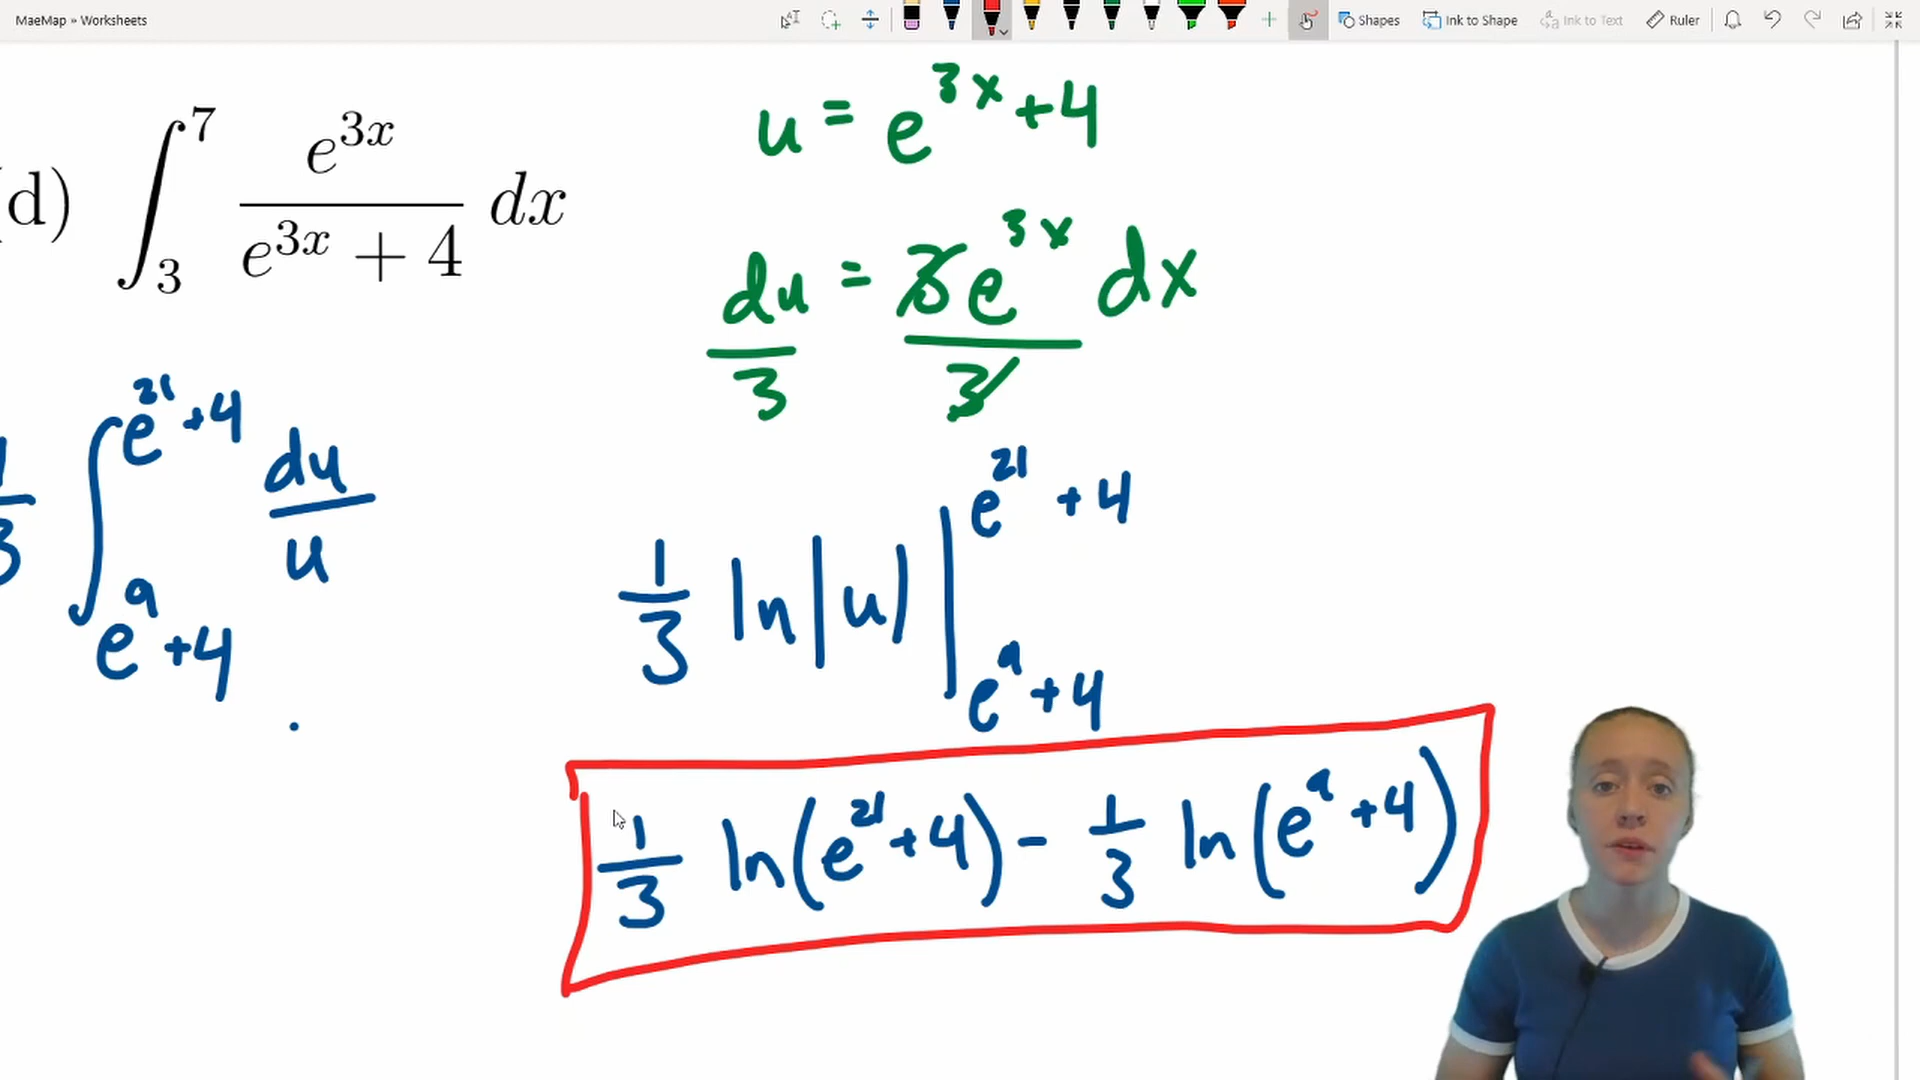 MaeMap » Worksheets
Shapes Ink to Shape Ink to Text Ruler
(d) ∫_3^7 e^{3x} / (e^{3x} + 4) dx
u = e^{3x} + 4
du/3 = 3e^{3x}/3 dx
1/3 ∫_{e^9+4}^{e^{21}+4} du/u
1/3 ln|u| |_{e^9+4}^{e^{21}+4}
1/3 ln(e^{21}+4) - 1/3 ln(e^9+4)